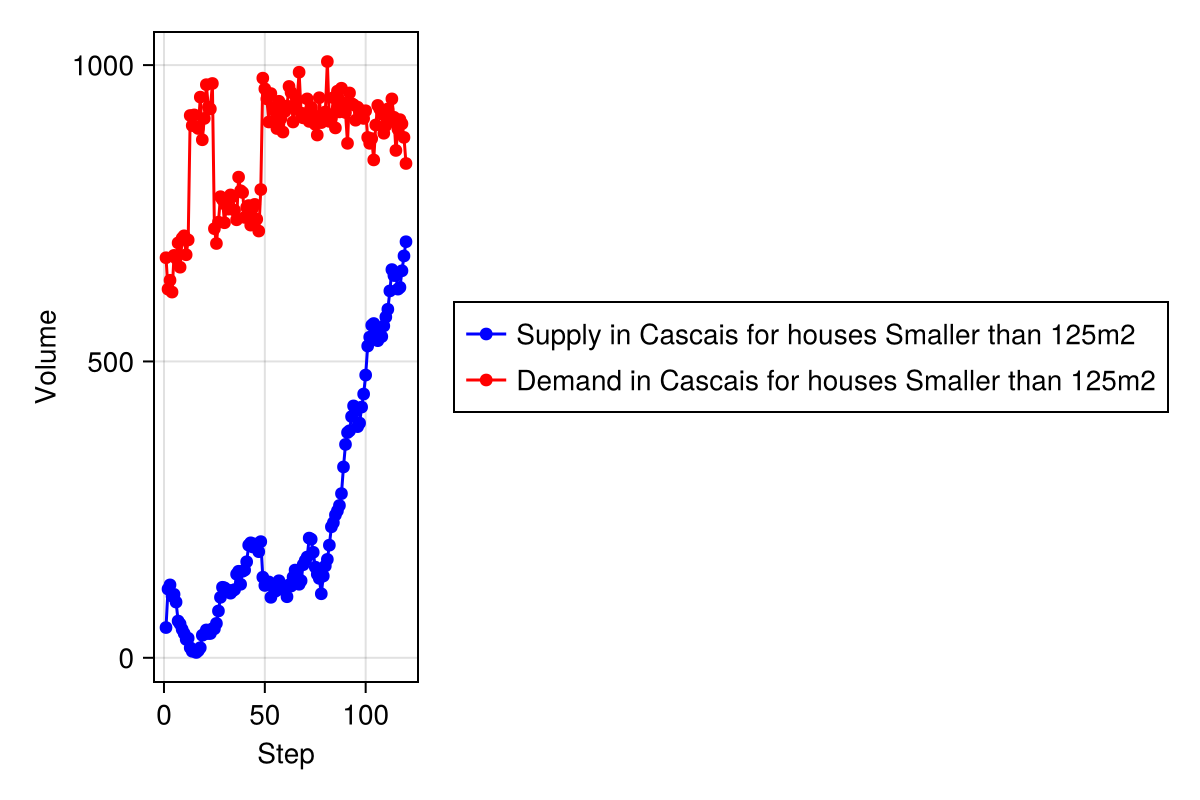 1000
500
0
Volume
0 50 100
Step
Supply in Cascais for houses Smaller than 125m2
Demand in Cascais for houses Smaller than 125m2